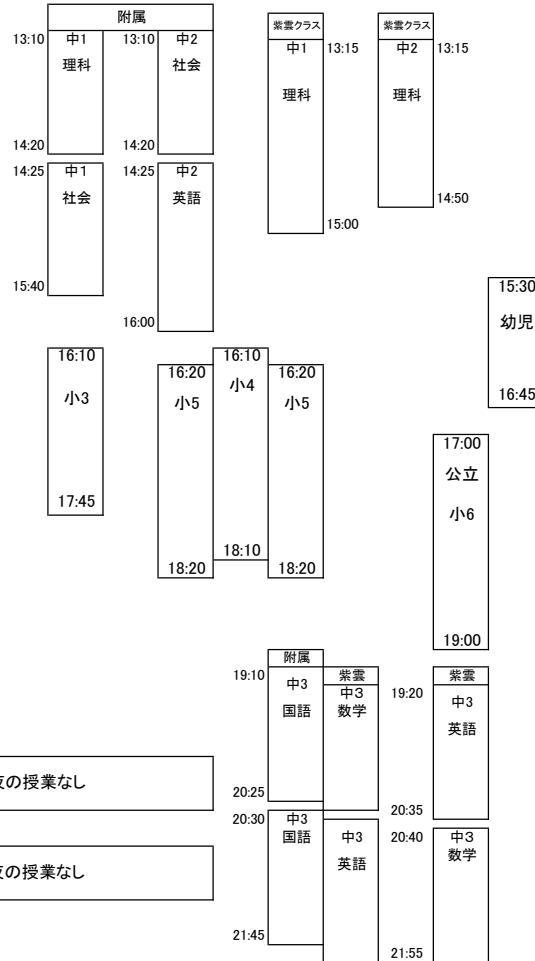 附属
紫雲クラス 紫雲クラス
13:10 中1 13:10 中2 中1 13:15 中2 13:15
理科 社会
理科 理科
14:20 14:20
14:25 中1 14:25 中2
社会 英語
14:50
15:00
15:40 15:30
16:00 幼児
16:10 16:10
16:20 16:20
小3 小5 小4 小5 16:45
17:00
公立
17:45 小6
18:10
18:20 18:20
19:00
附属
19:10 紫雲 19:20 紫雲
中3 中3 中3
国語 数学 英語
の授業なし
20:25
20:30 中3 20:35
国語 中3 20:40 中3
英語 数学
の授業なし
21:45
21:55